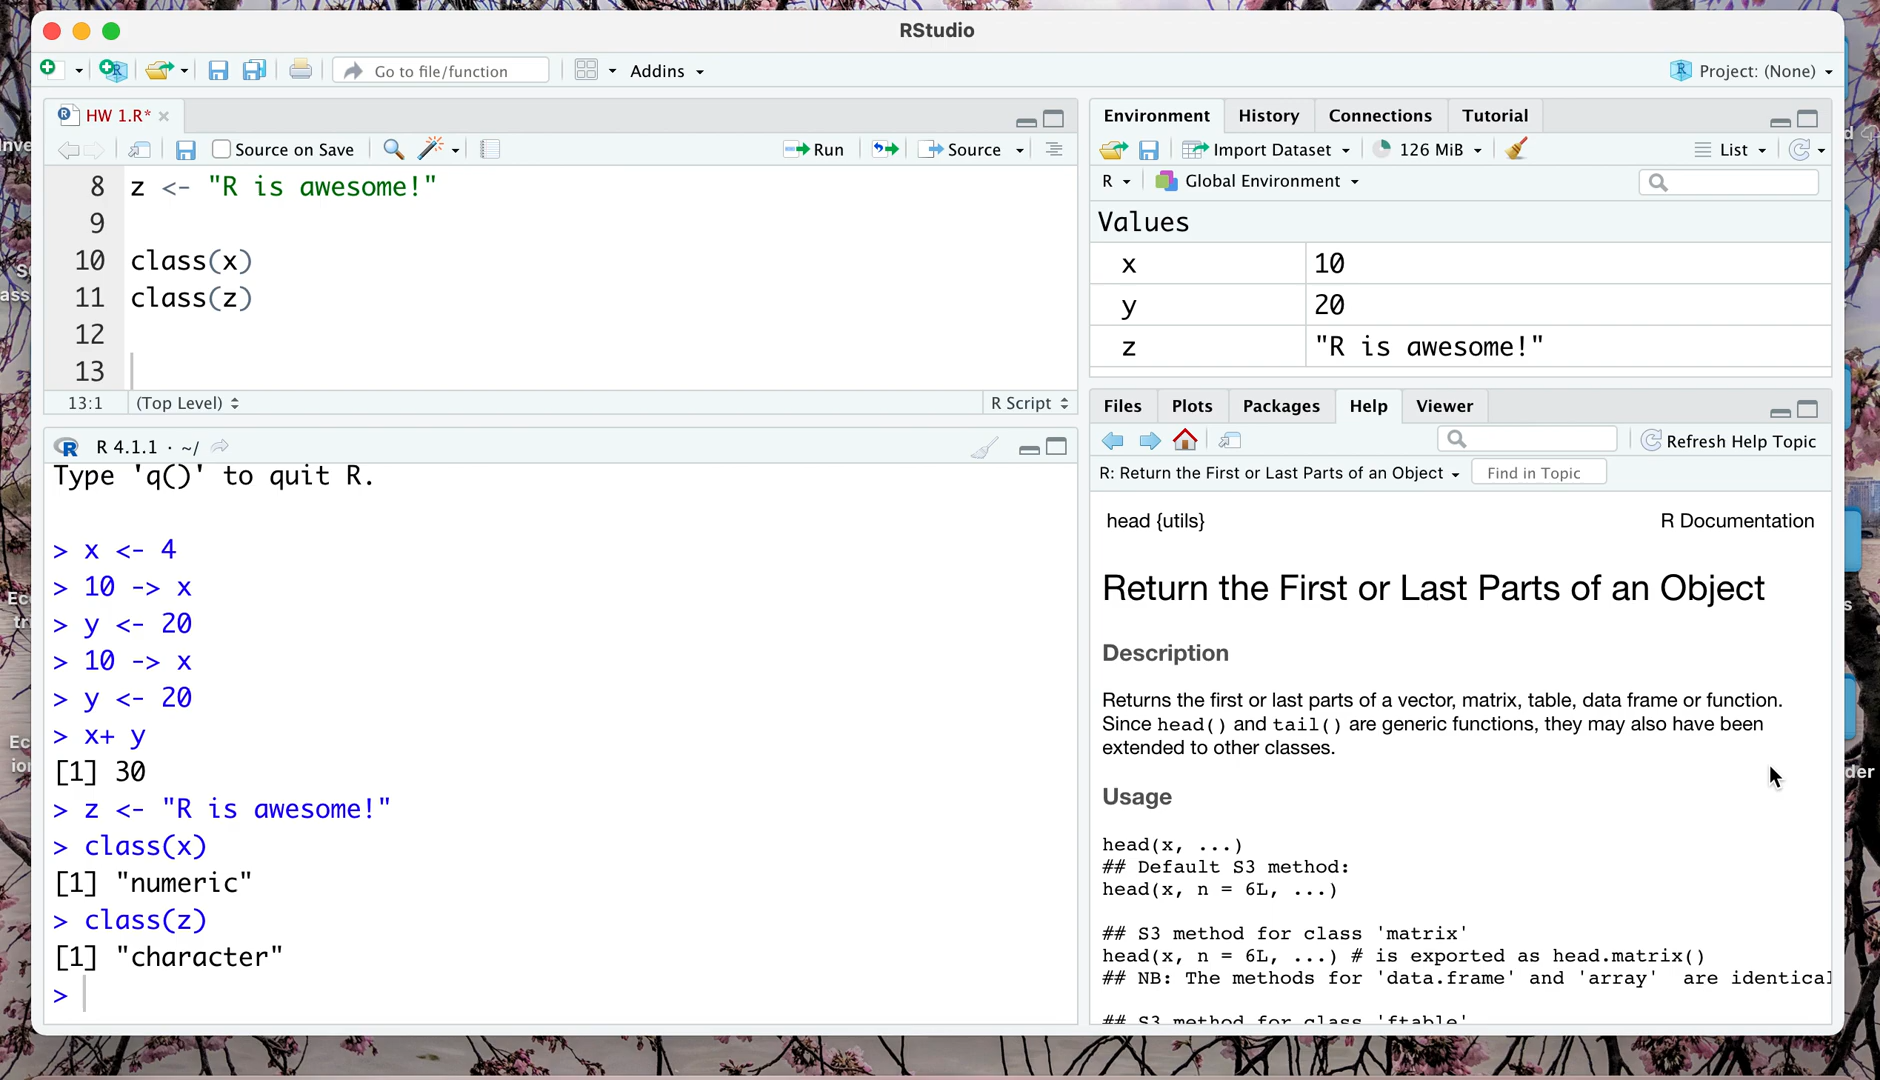 RStudio
Go to file/function
Addins
Project: (None)
HW 1.R*
Source on Save
Run
Source
8 z <- "R is awesome!"
9
10 class(x)
11 class(z)
12
13
13:1 (Top Level) R Script
R 4.1.1 · ~/
Type 'q()' to quit R.
> x <- 4
> 10 -> x
> y <- 20
> 10 -> x
> y <- 20
> x+ y
[1] 30
> z <- "R is awesome!"
> class(x)
[1] "numeric"
> class(z)
[1] "character"
>
Environment History Connections Tutorial
Import Dataset 126 MiB List
R Global Environment
Values
x 10
y 20
z "R is awesome!"
Files Plots Packages Help Viewer
Refresh Help Topic
R: Return the First or Last Parts of an Object Find in Topic
head {utils} R Documentation
Return the First or Last Parts of an Object
Description
Returns the first or last parts of a vector, matrix, table, data frame or function.
Since head() and tail() are generic functions, they may also have been
extended to other classes.
Usage
head(x, ...)
## Default S3 method:
head(x, n = 6L, ...)
## S3 method for class 'matrix'
head(x, n = 6L, ...) # is exported as head.matrix()
## NB: The methods for 'data.frame' and 'array' are identical
## S3 method for class 'ftable'